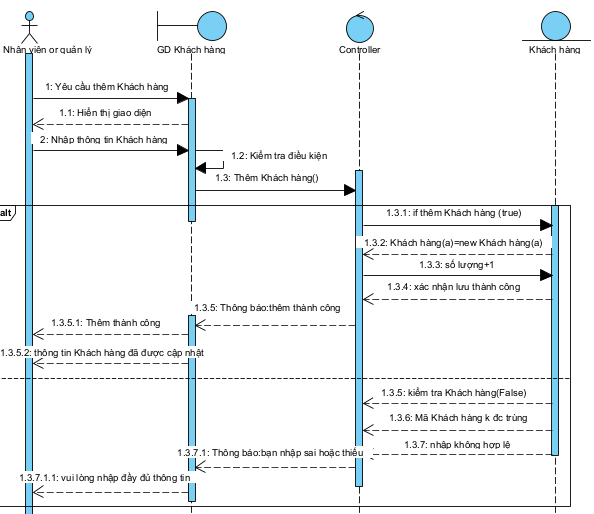 Nhân viên or quản lý
GD Khách hàng
Controller
Khách hàng
1: Yêu cầu thêm Khách hàng
1.1: Hiển thị giao diện
2: Nhập thông tin Khách hàng
1.2: Kiểm tra điều kiện
1.3: Thêm Khách hàng()
alt
1.3.1: if thêm Khách hàng (true)
1.3.2: Khách hàng(a)=new Khách hàng(a)
1.3.3: số lượng+1
1.3.4: xác nhận lưu thành công
1.3.5: Thông báo:thêm thành công
1.3.5.1: Thêm thành công
1.3.5.2: thông tin Khách hàng đã được cập nhật
1.3.5: kiểm tra Khách hàng(False)
1.3.6: Mã Khách hàng k đc trùng
1.3.7: nhập không hợp lệ
1.3.7.1: Thông báo:bạn nhập sai hoặc thiếu
1.3.7.1.1: vui lòng nhập đầy đủ thông tin